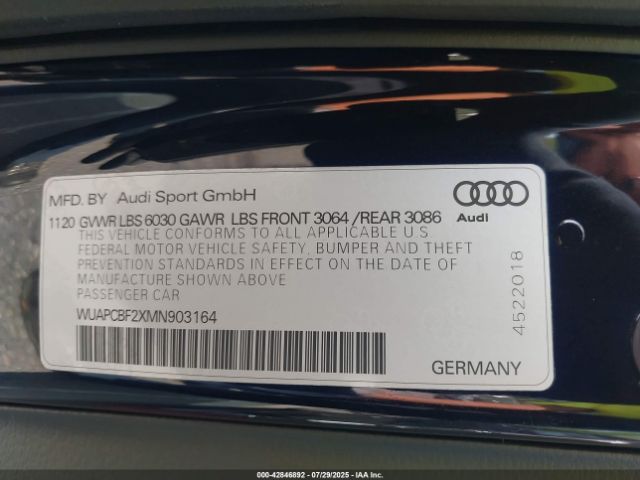 MFD. BY Audi Sport GmbH
1120 GVWR LBS 6030 GAWR LBS FRONT 3064 /REAR 3086
Audi
THIS VEHICLE CONFORMS TO ALL APPLICABLE U.S.
FEDERAL MOTOR VEHICLE SAFETY, BUMPER AND THEFT
PREVENTION STANDARDS IN EFFECT ON THE DATE OF
MANUFACTURE SHOWN ABOVE
PASSENGER CAR
WUAPCBF2XMN903164
4522018
GERMANY
000-42846892 - 07/29/2025 - IAA Inc.